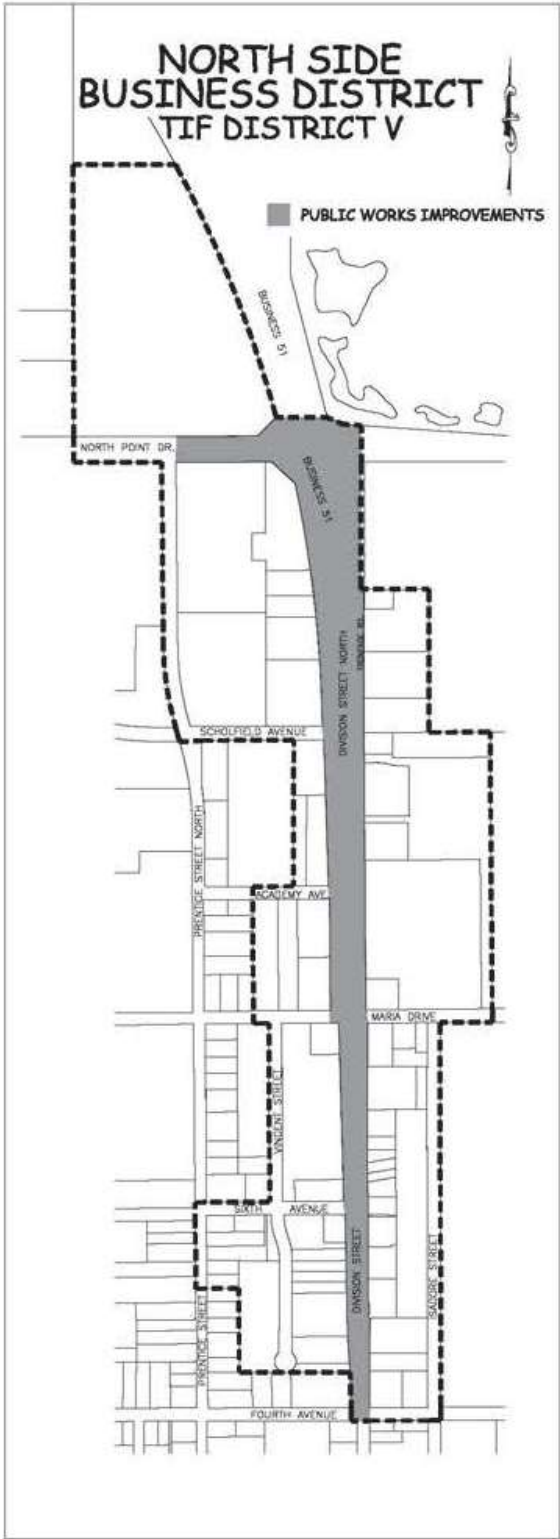 NORTH SIDE
BUSINESS DISTRICT
TIF DISTRICT V
PUBLIC WORKS IMPROVEMENTS
BUSINESS 51
NORTH POINT DR.
BUSINESS 51
DIVISION STREET NORTH
SCHOLFIELD AVENUE
PRENTICE STREET NORTH
ACADEMY AVE
MARIA DRIVE
VINCENT STREET
SIXTH AVENUE
DIVISION STREET
ISADORE STREET
PRENTICE STREET
FOURTH AVENUE